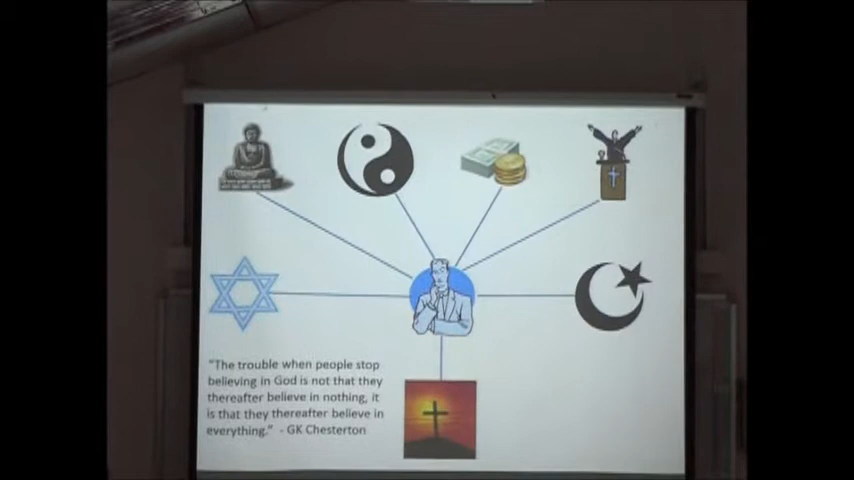 "The trouble when people stop
believing in God is not that they
thereafter believe in nothing, it
is that they thereafter believe in
everything." - GK Chesterton